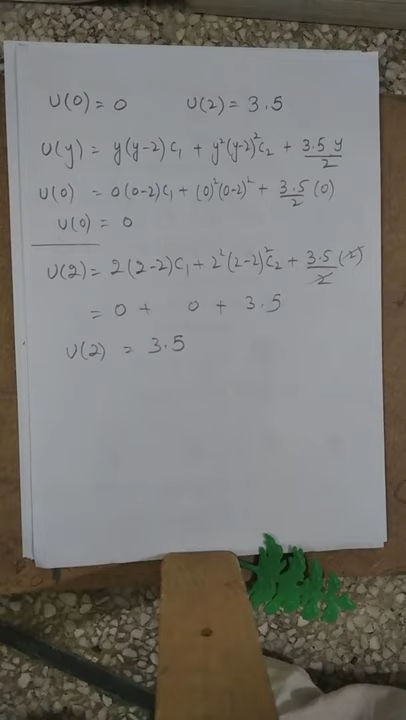 U(0) = 0 U(2) = 3.5
U(y) = y(y-2)C₁ + y²(y-2)²C₂ + 3.5 y/2
U(0) = 0(0-2)C₁ + (0)²(0-2)² + 3.5/2 (0)
U(0) = 0
U(2) = 2(2-2)C₁ + 2²(2-2)²C₂ + 3.5/2 (2)
= 0 + 0 + 3.5
U(2) = 3.5